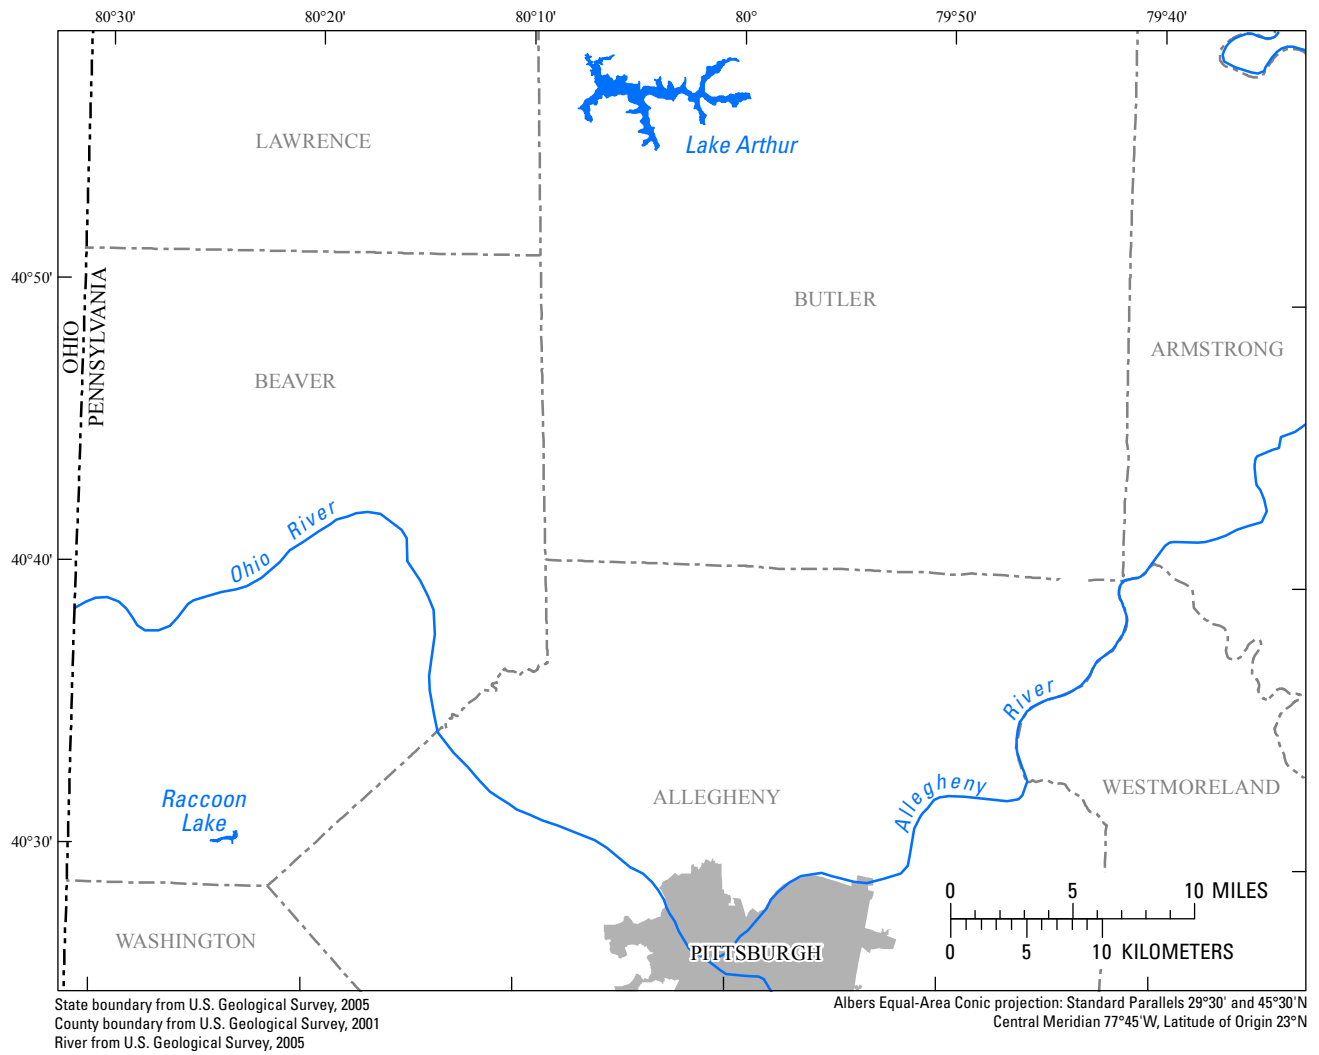 80°30' 80°20' 80°10' 80° 79°50' 79°40'
LAWRENCE
Lake Arthur
40°50'
OHIO
PENNSYLVANIA
BUTLER
ARMSTRONG
BEAVER
Ohio River
40°40'
Allegheny River
Raccoon
Lake
ALLEGHENY
WESTMORELAND
40°30'
0 5 10 MILES
WASHINGTON
PITTSBURGH
0 5 10 KILOMETERS
State boundary from U.S. Geological Survey, 2005
County boundary from U.S. Geological Survey, 2001
River from U.S. Geological Survey, 2005
Albers Equal-Area Conic projection: Standard Parallels 29°30' and 45°30'N
Central Meridian 77°45'W, Latitude of Origin 23°N